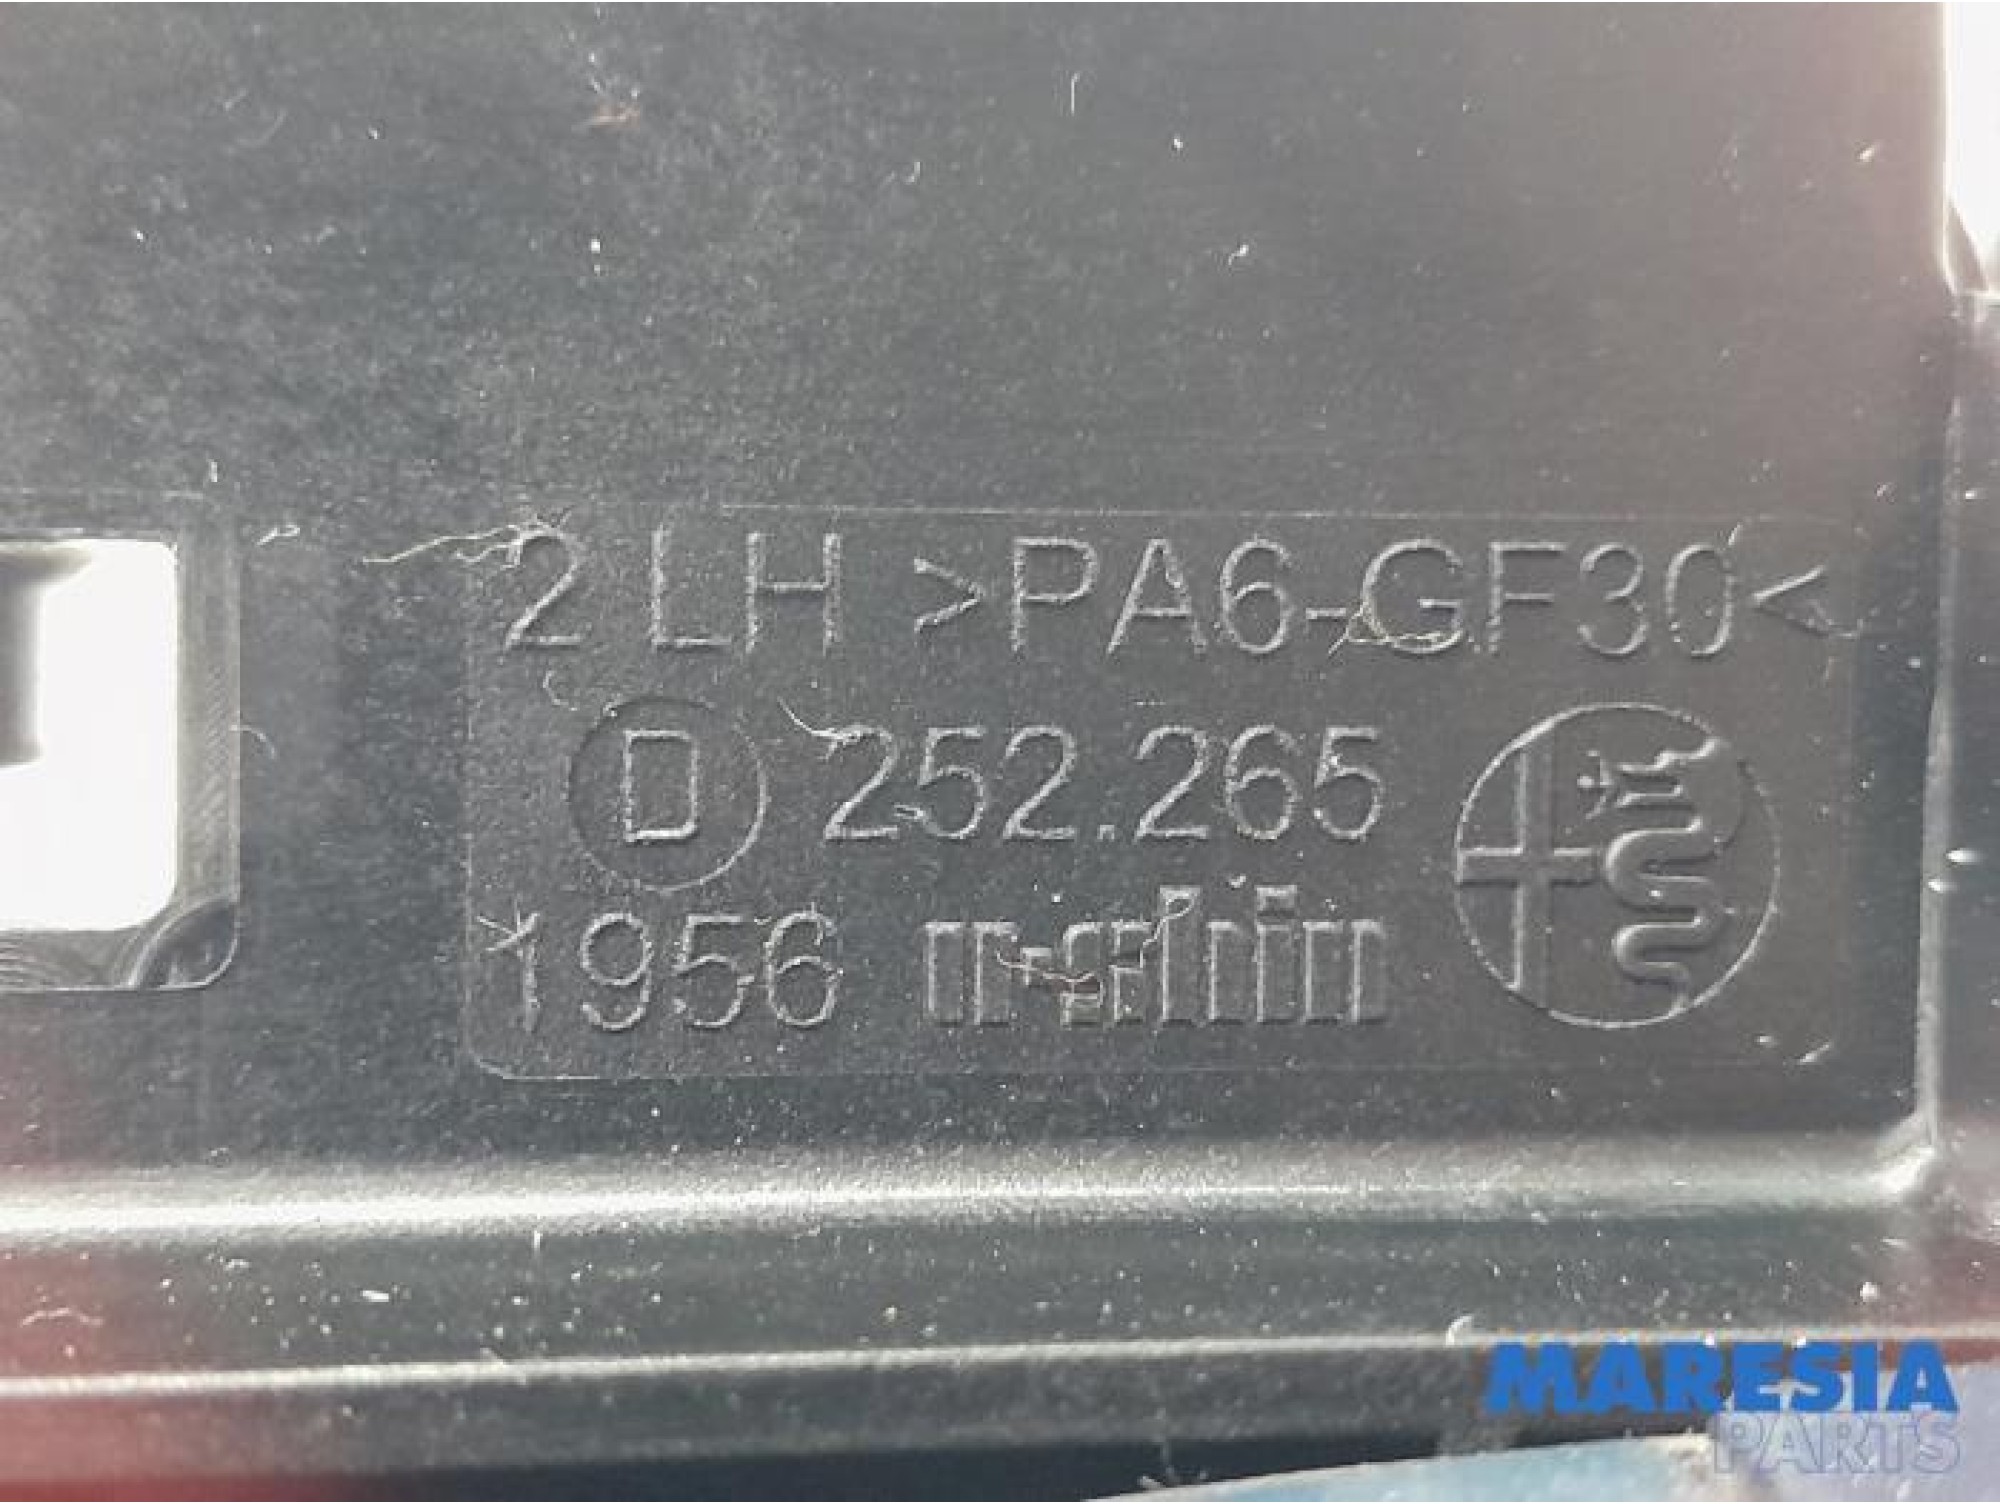 2 LH >PA6-GF30<
D 252.265
1956
MARESIA
PARTS